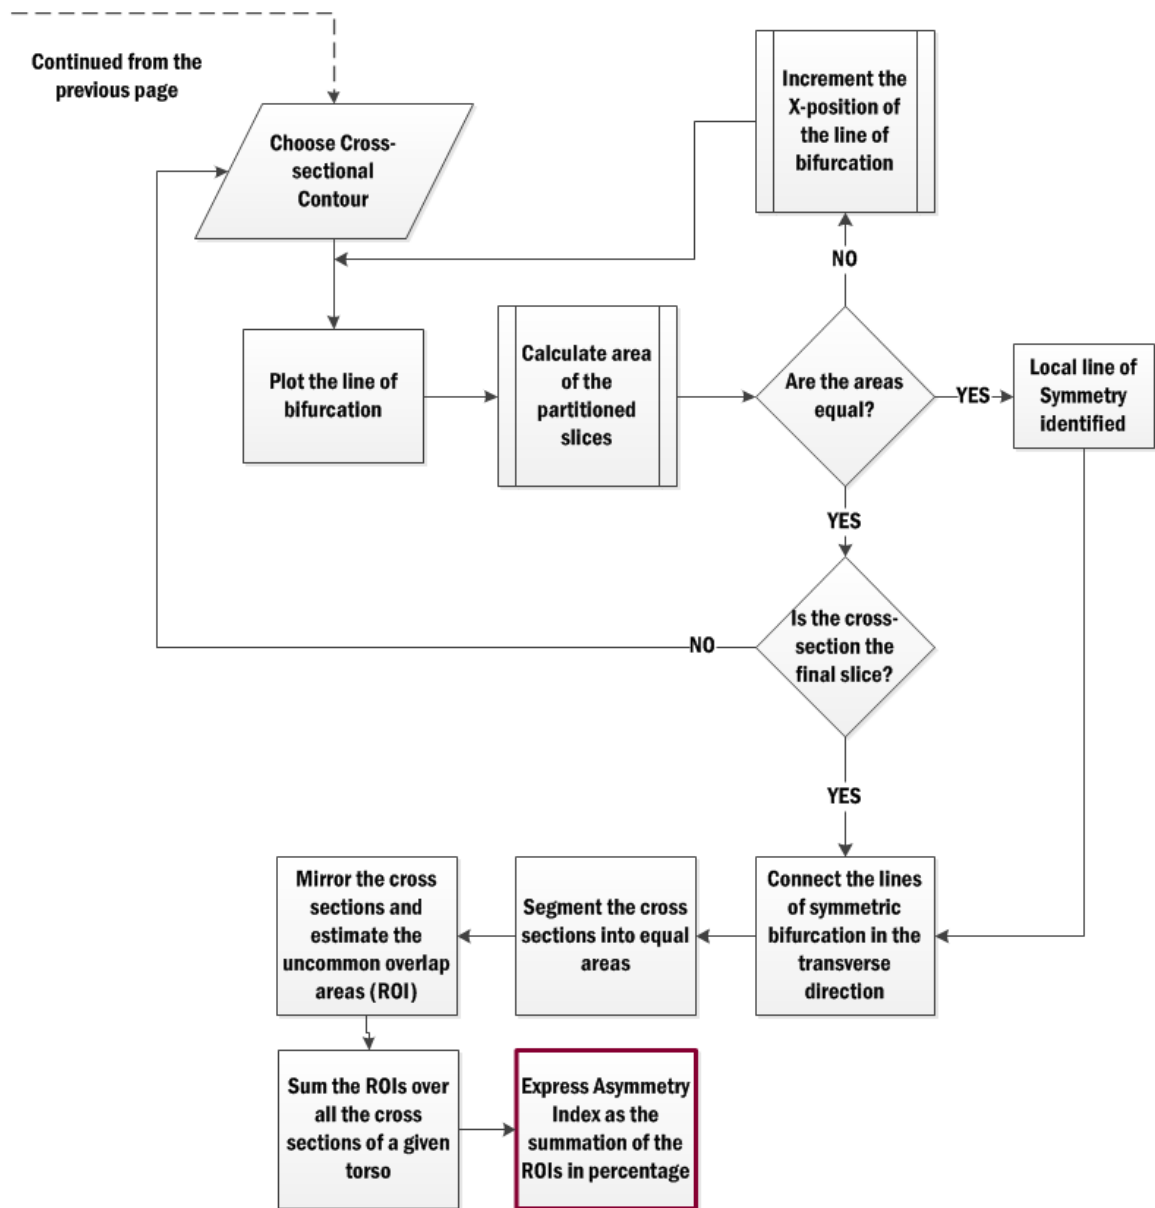 Continued from the
previous page
Choose Cross-
sectional
Contour
Increment the
X-position of
the line of
bifurcation
NO
Plot the line of
bifurcation
Calculate area
of the
partitioned
slices
Are the areas
equal?
YES
Local line of
Symmetry
identified
YES
Is the cross-
section the
final slice?
NO
YES
Connect the lines
of symmetric
bifurcation in the
transverse
direction
Segment the cross
sections into equal
areas
Mirror the cross
sections and
estimate the
uncommon overlap
areas (ROI)
Sum the ROIs over
all the cross
sections of a given
torso
Express Asymmetry
Index as the
summation of the
ROIs in percentage